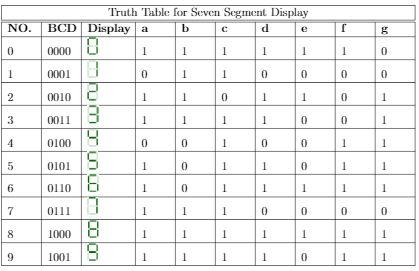 Truth Table for Seven Segment Display
NO. BCD Display a b c d e f g
0 0000 0 1 1 1 1 1 1 0
1 0001 1 0 1 1 0 0 0 0
2 0010 2 1 1 0 1 1 0 1
3 0011 3 1 1 1 1 0 0 1
4 0100 4 0 0 1 0 0 1 1
5 0101 5 1 0 1 1 0 1 1
6 0110 6 1 0 1 1 1 1 1
7 0111 7 1 1 1 0 0 0 0
8 1000 8 1 1 1 1 1 1 1
9 1001 9 1 1 1 1 0 1 1